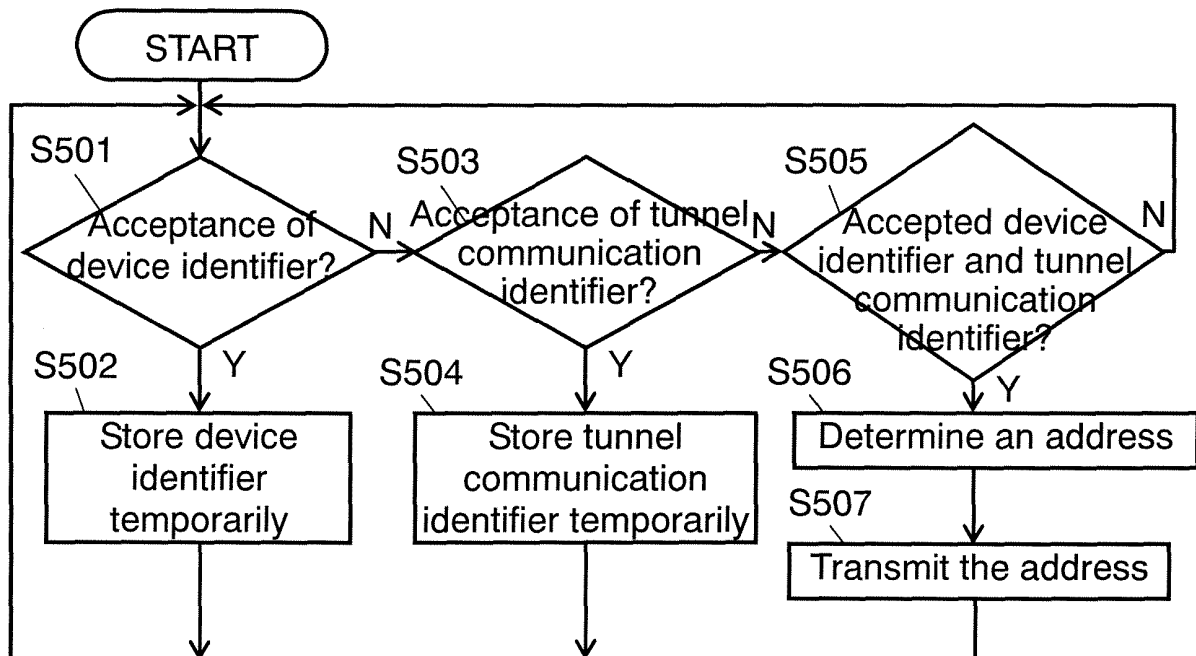 START
S501
Acceptance of
device identifier?
N
Y
S502
Store device
identifier
temporarily
S503
Acceptance of tunnel
communication
identifier?
N
Y
S504
Store tunnel
communication
identifier temporarily
S505
Accepted device
identifier and tunnel
communication
identifier?
N
Y
S506
Determine an address
S507
Transmit the address